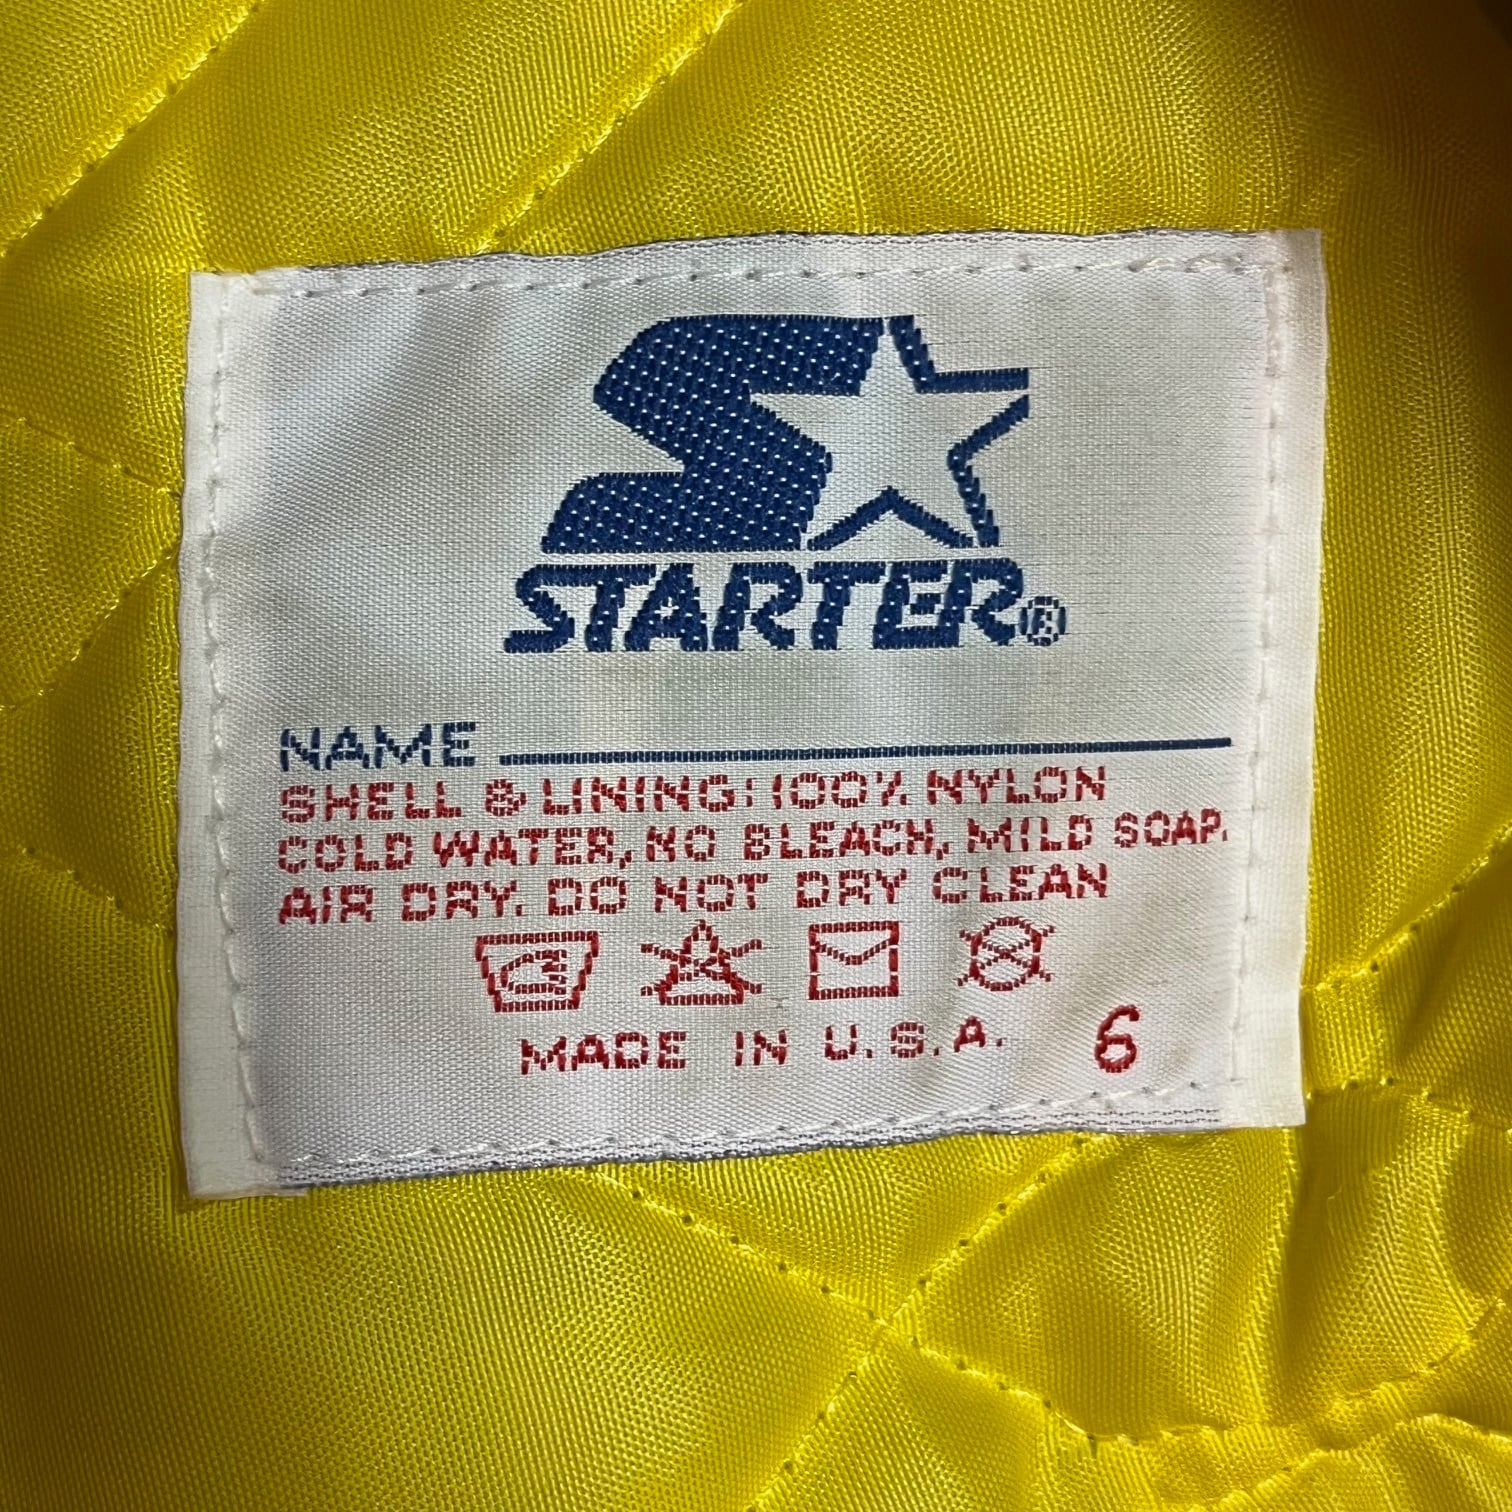 STARTER®
NAME
SHELL & LINING: 100% NYLON
COLD WATER, NO BLEACH, MILD SOAP.
AIR DRY. DO NOT DRY CLEAN
MADE IN U.S.A. 6